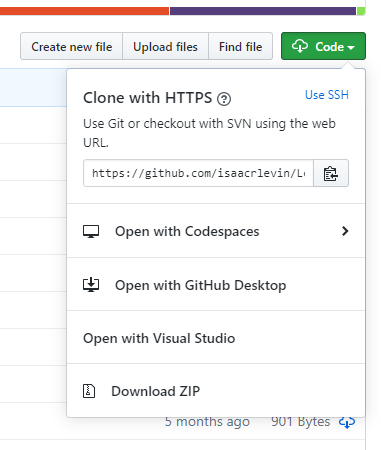 Create new file Upload files Find file Code
Clone with HTTPS Use SSH
Use Git or checkout with SVN using the web
URL.
https://github.com/isaacrlevin/L
Open with Codespaces
Open with GitHub Desktop
Open with Visual Studio
Download ZIP
5 months ago 901 Bytes